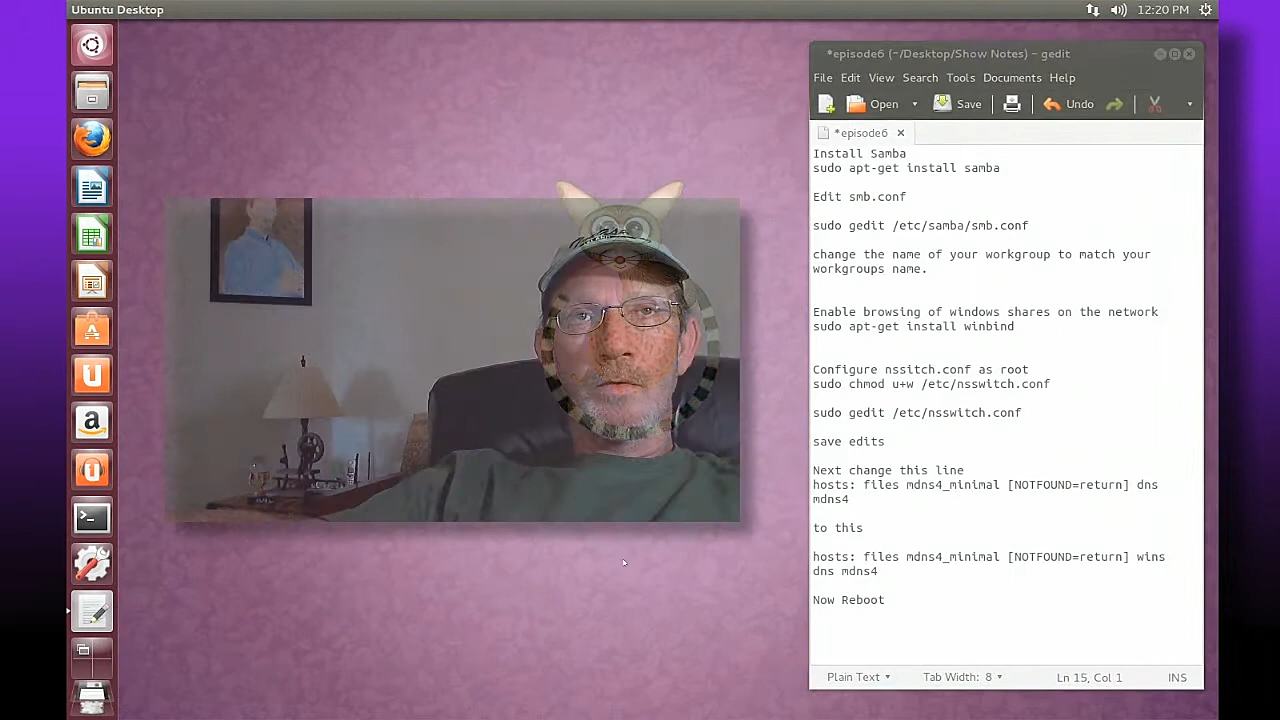 Ubuntu Desktop
12:20 PM
*episode6 (~/Desktop/Show Notes) - gedit
File Edit View Search Tools Documents Help
Open Save Undo
*episode6
Install Samba
sudo apt-get install samba
Edit smb.conf
sudo gedit /etc/samba/smb.conf
change the name of your workgroup to match your
workgroups name.
Enable browsing of windows shares on the network
sudo apt-get install winbind
Configure nssitch.conf as root
sudo chmod u+w /etc/nsswitch.conf
sudo gedit /etc/nsswitch.conf
save edits
Next change this line
hosts: files mdns4_minimal [NOTFOUND=return] dns
mdns4
to this
hosts: files mdns4_minimal [NOTFOUND=return] wins
dns mdns4
Now Reboot
Plain Text Tab Width: 8 Ln 15, Col 1 INS